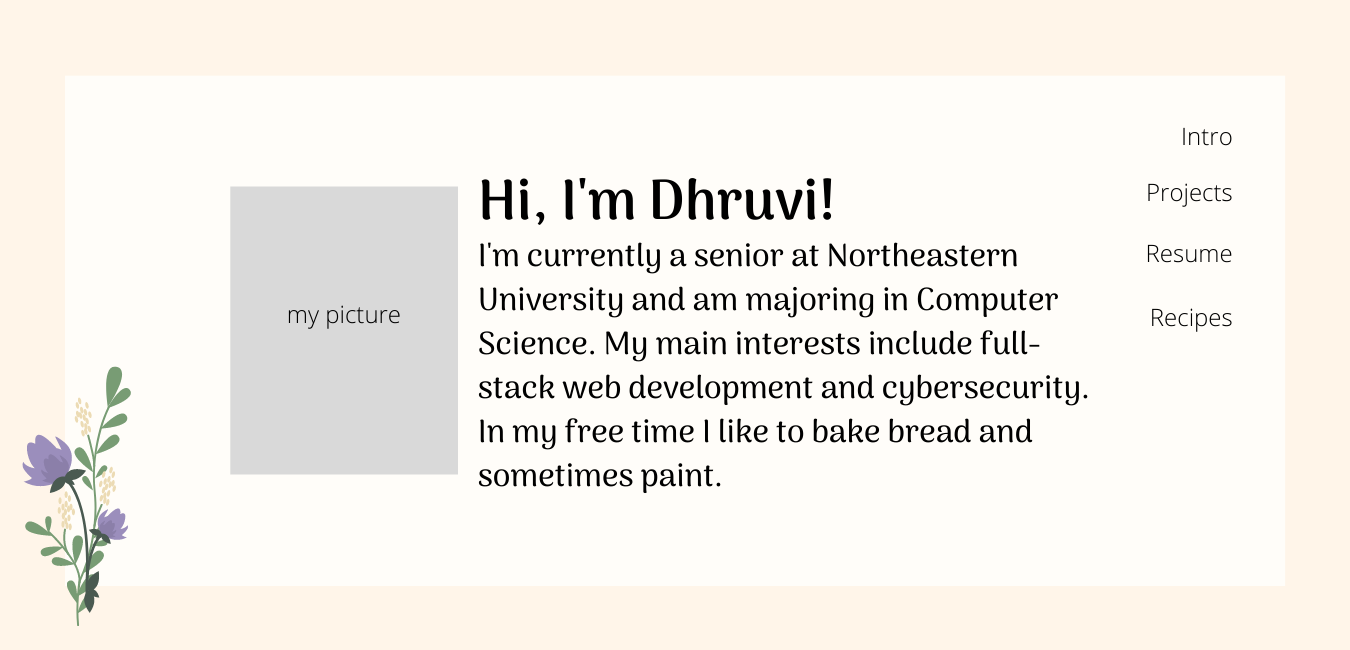 Intro
Projects
Resume
Recipes
my picture
Hi, I'm Dhruvi!
I'm currently a senior at Northeastern
University and am majoring in Computer
Science. My main interests include full-
stack web development and cybersecurity.
In my free time I like to bake bread and
sometimes paint.